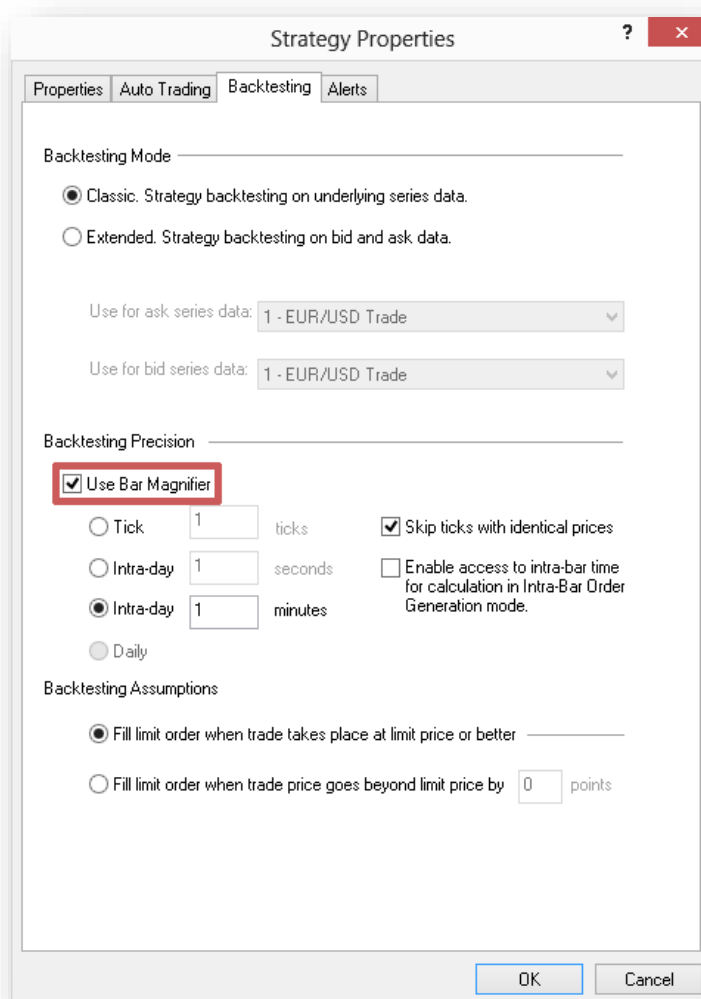 Strategy Properties
?
Properties
Auto Trading
Backtesting
Alerts
Backtesting Mode
Classic. Strategy backtesting on underlying series data.
Extended. Strategy backtesting on bid and ask data.
Use for ask series data: 1 - EUR/USD Trade
Use for bid series data: 1 - EUR/USD Trade
Backtesting Precision
Use Bar Magnifier
Tick 1 ticks
Skip ticks with identical prices
Intra-day 1 seconds
Enable access to intra-bar time
for calculation in Intra-Bar Order
Generation mode.
Intra-day 1 minutes
Daily
Backtesting Assumptions
Fill limit order when trade takes place at limit price or better
Fill limit order when trade price goes beyond limit price by 0 points
OK
Cancel